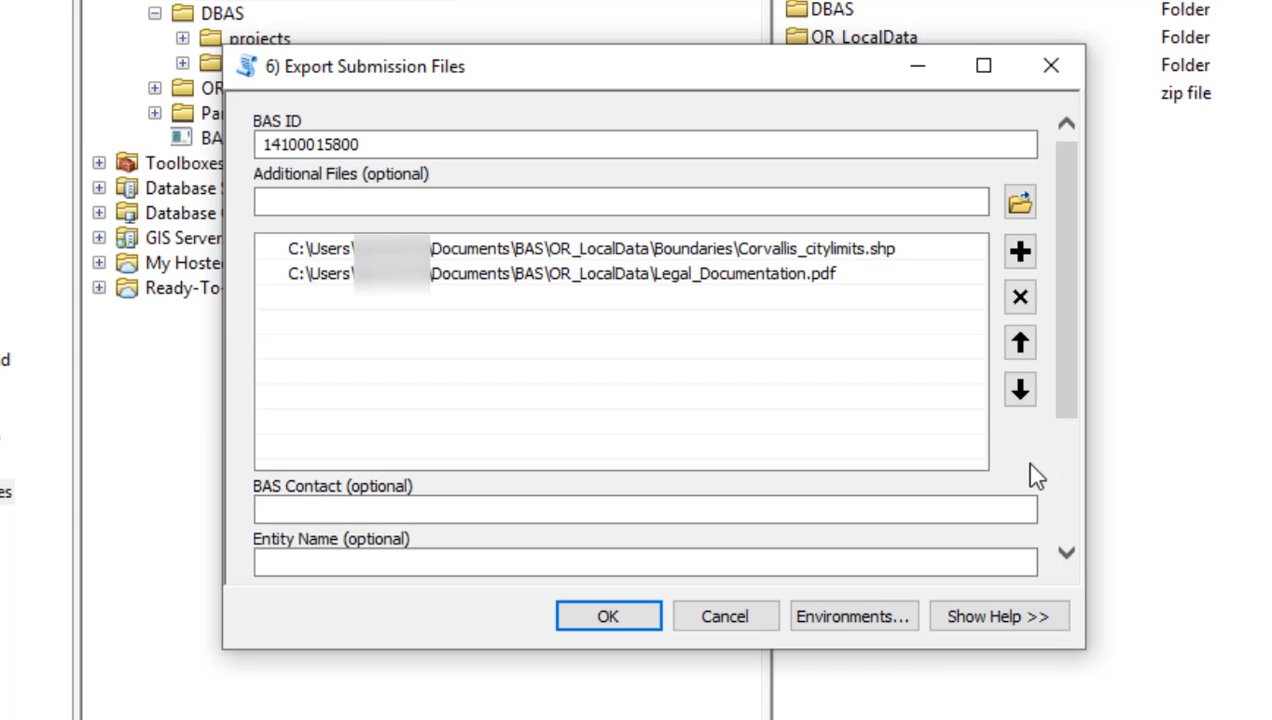 DBAS
DBAS Folder
projects
OR_LocalData Folder
6) Export Submission Files
Folder
OR
zip file
BAS ID
14100015800
BA
Additional Files (optional)
Toolboxes
Database
Database
GIS Server
My Hoste
Ready-To-
C:\Users\ \Documents\BAS\OR_LocalData\Boundaries\Corvallis_citylimits.shp
C:\Users\ \Documents\BAS\OR_LocalData\Legal_Documentation.pdf
BAS Contact (optional)
Entity Name (optional)
OK Cancel Environments... Show Help >>